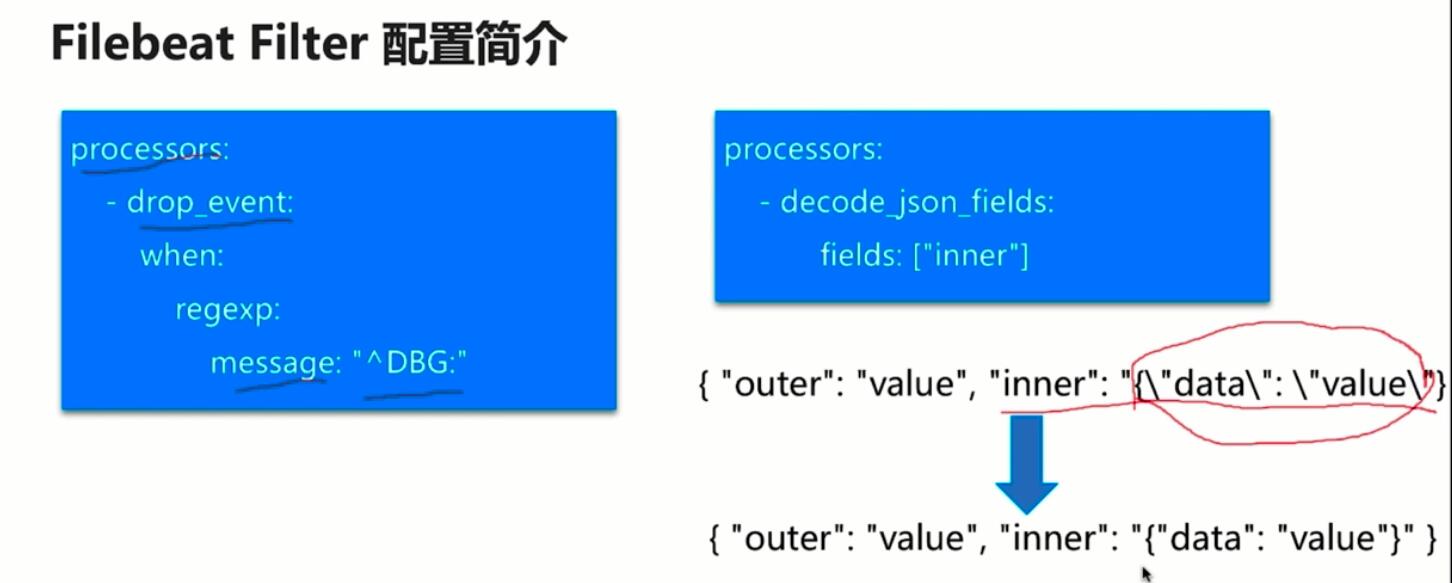 Filebeat Filter 配置简介
processors:
- drop_event:
when:
regexp:
message: "^DBG:"
processors:
- decode_json_fields:
fields: ["inner"]
{ "outer": "value", "inner": "{\"data\": \"value\"}
{ "outer": "value", "inner": "{"data": "value"}" }